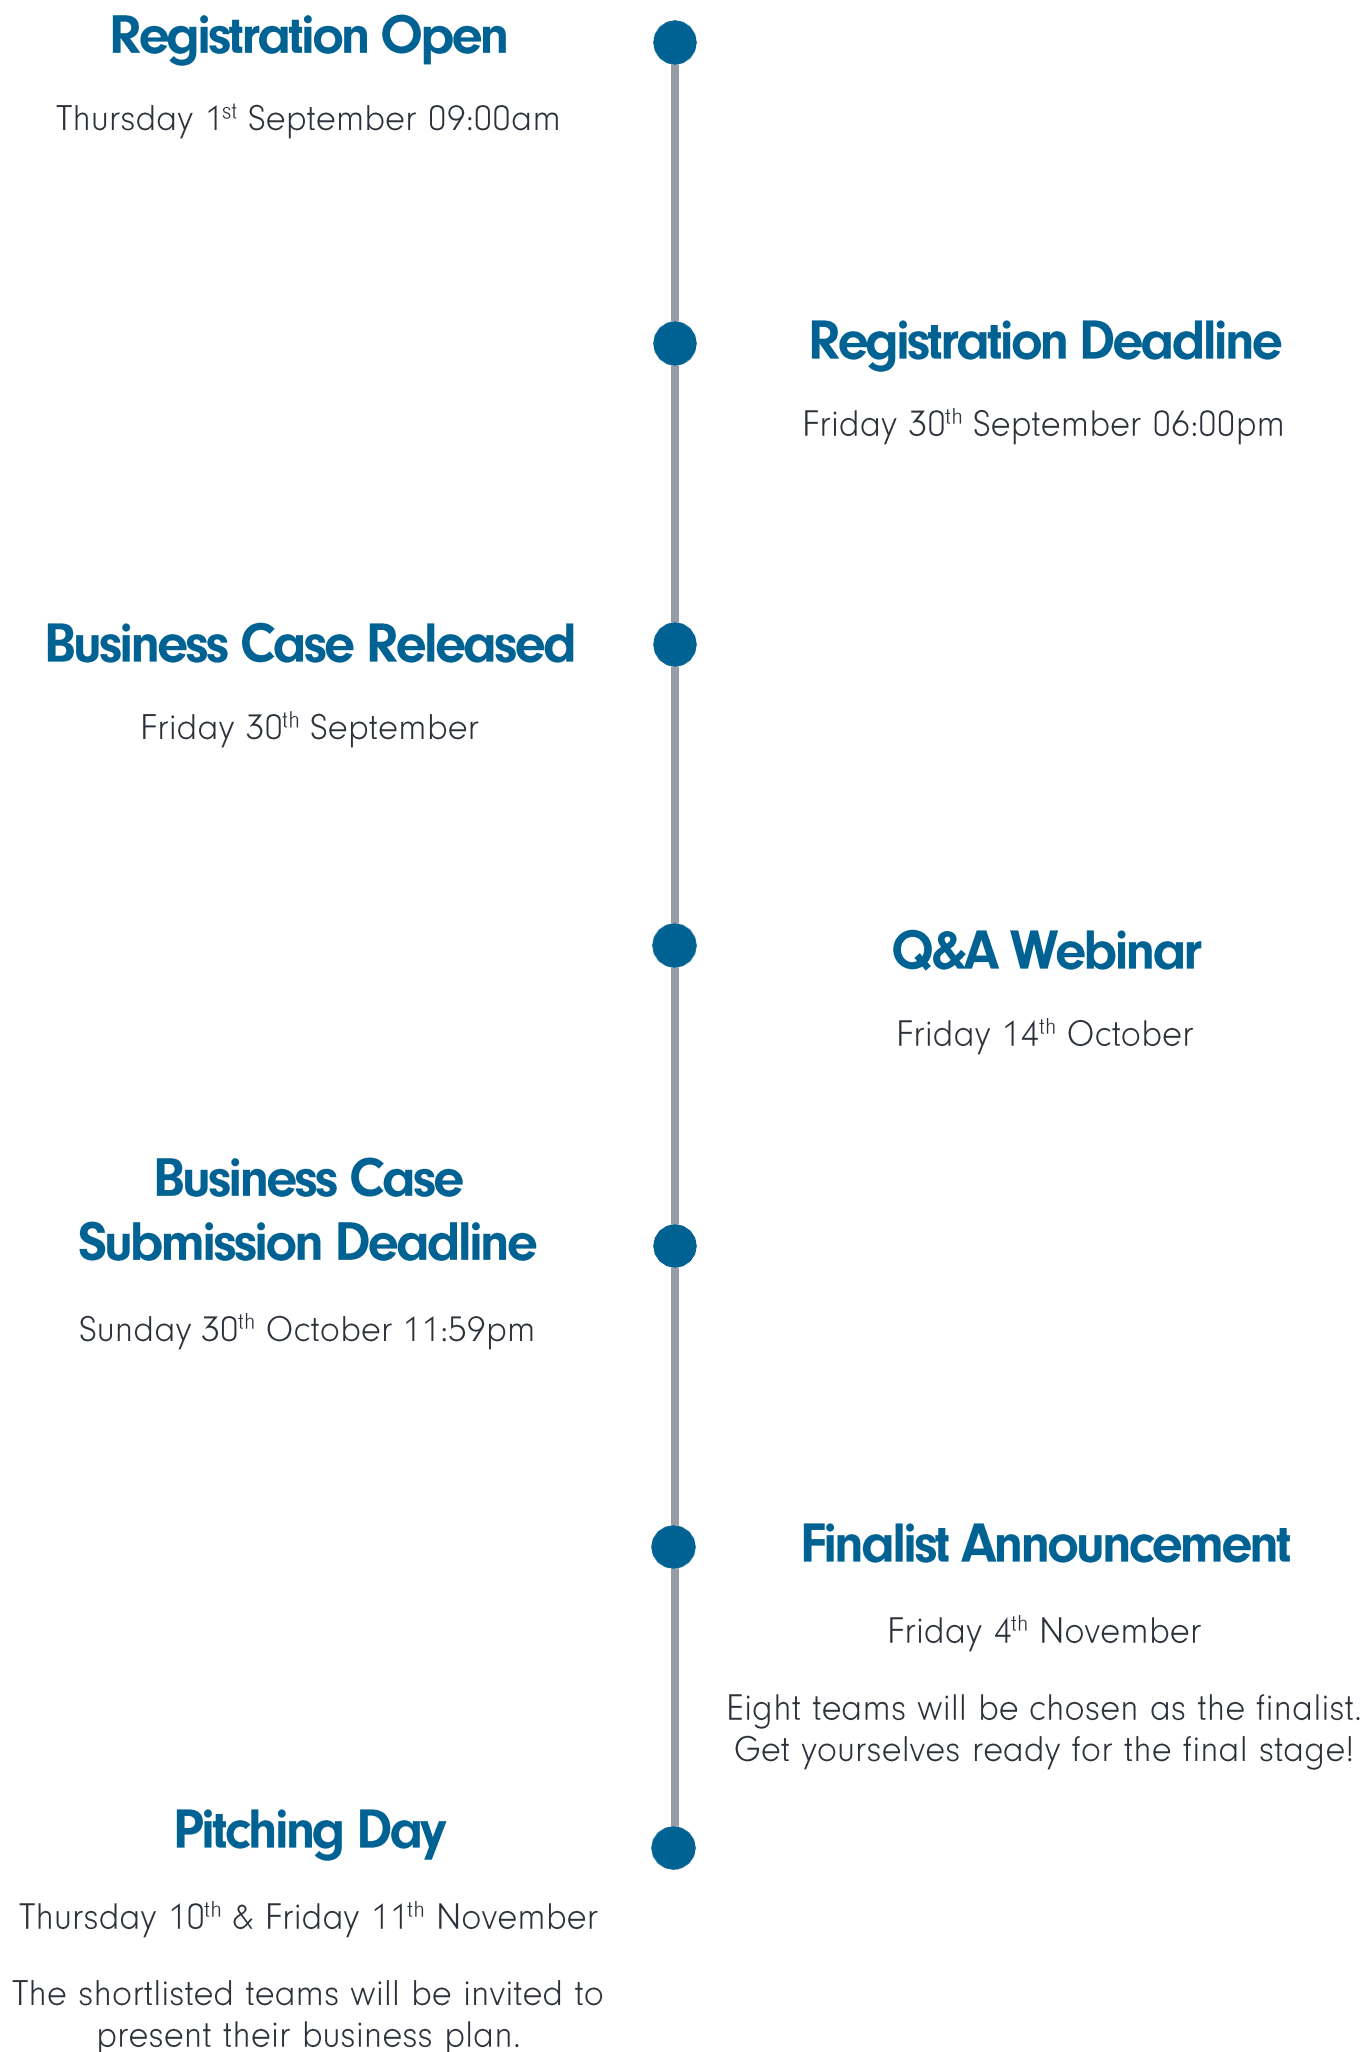 Registration Open
Thursday 1st September 09:00am
Registration Deadline
Friday 30th September 06:00pm
Business Case Released
Friday 30th September
Q&A Webinar
Friday 14th October
Business Case
Submission Deadline
Sunday 30th October 11:59pm
Finalist Announcement
Friday 4th November
Eight teams will be chosen as the finalist.
Get yourselves ready for the final stage!
Pitching Day
Thursday 10th & Friday 11th November
The shortlisted teams will be invited to
present their business plan.